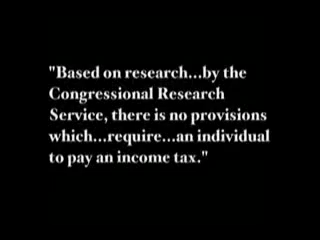 "Based on research...by the
Congressional Research
Service, there is no provisions
which...require...an individual
to pay an income tax."